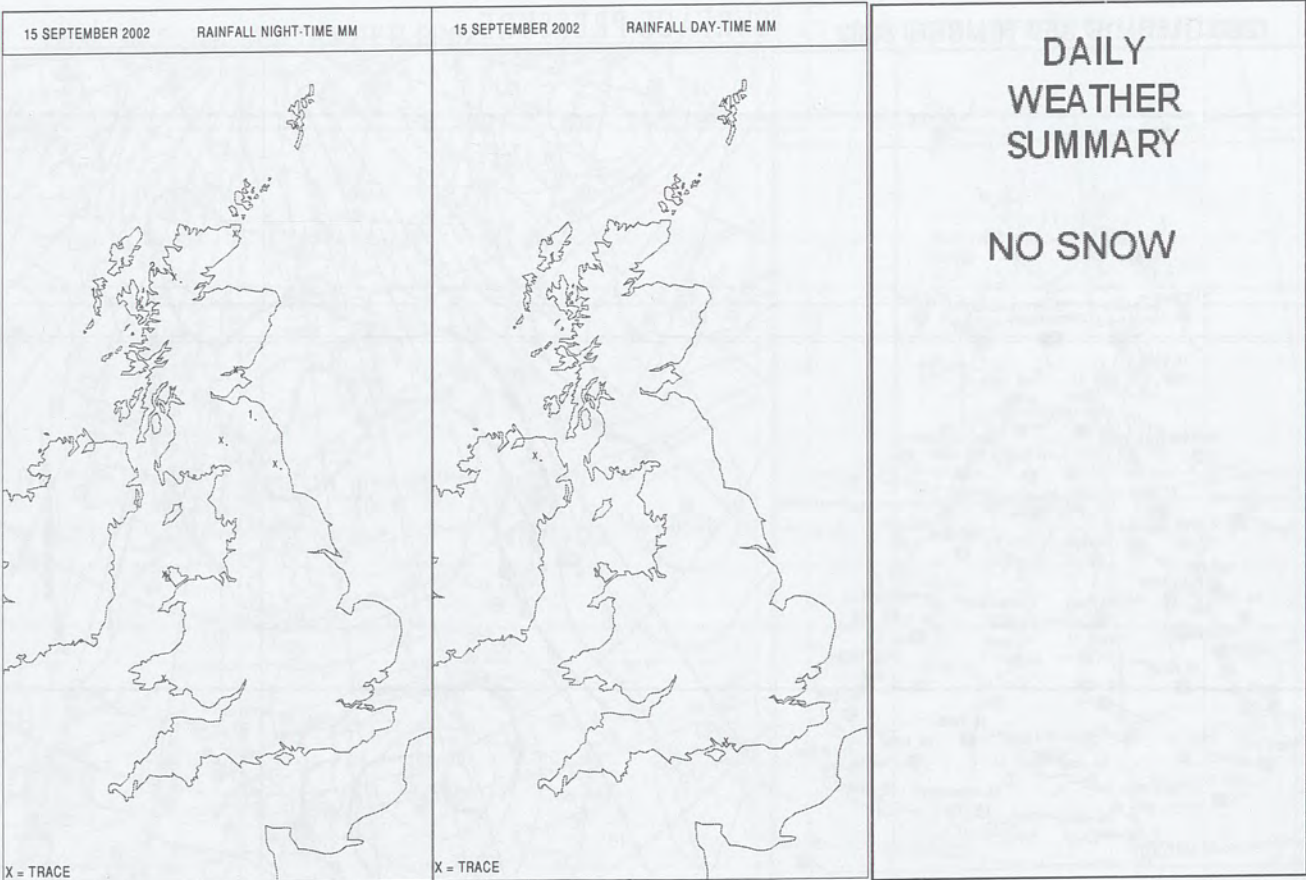 15 SEPTEMBER 2002 RAINFALL NIGHT-TIME MM
1.
x.
x.
X = TRACE
15 SEPTEMBER 2002 RAINFALL DAY-TIME MM
x.
X = TRACE
DAILY
WEATHER
SUMMARY
NO SNOW